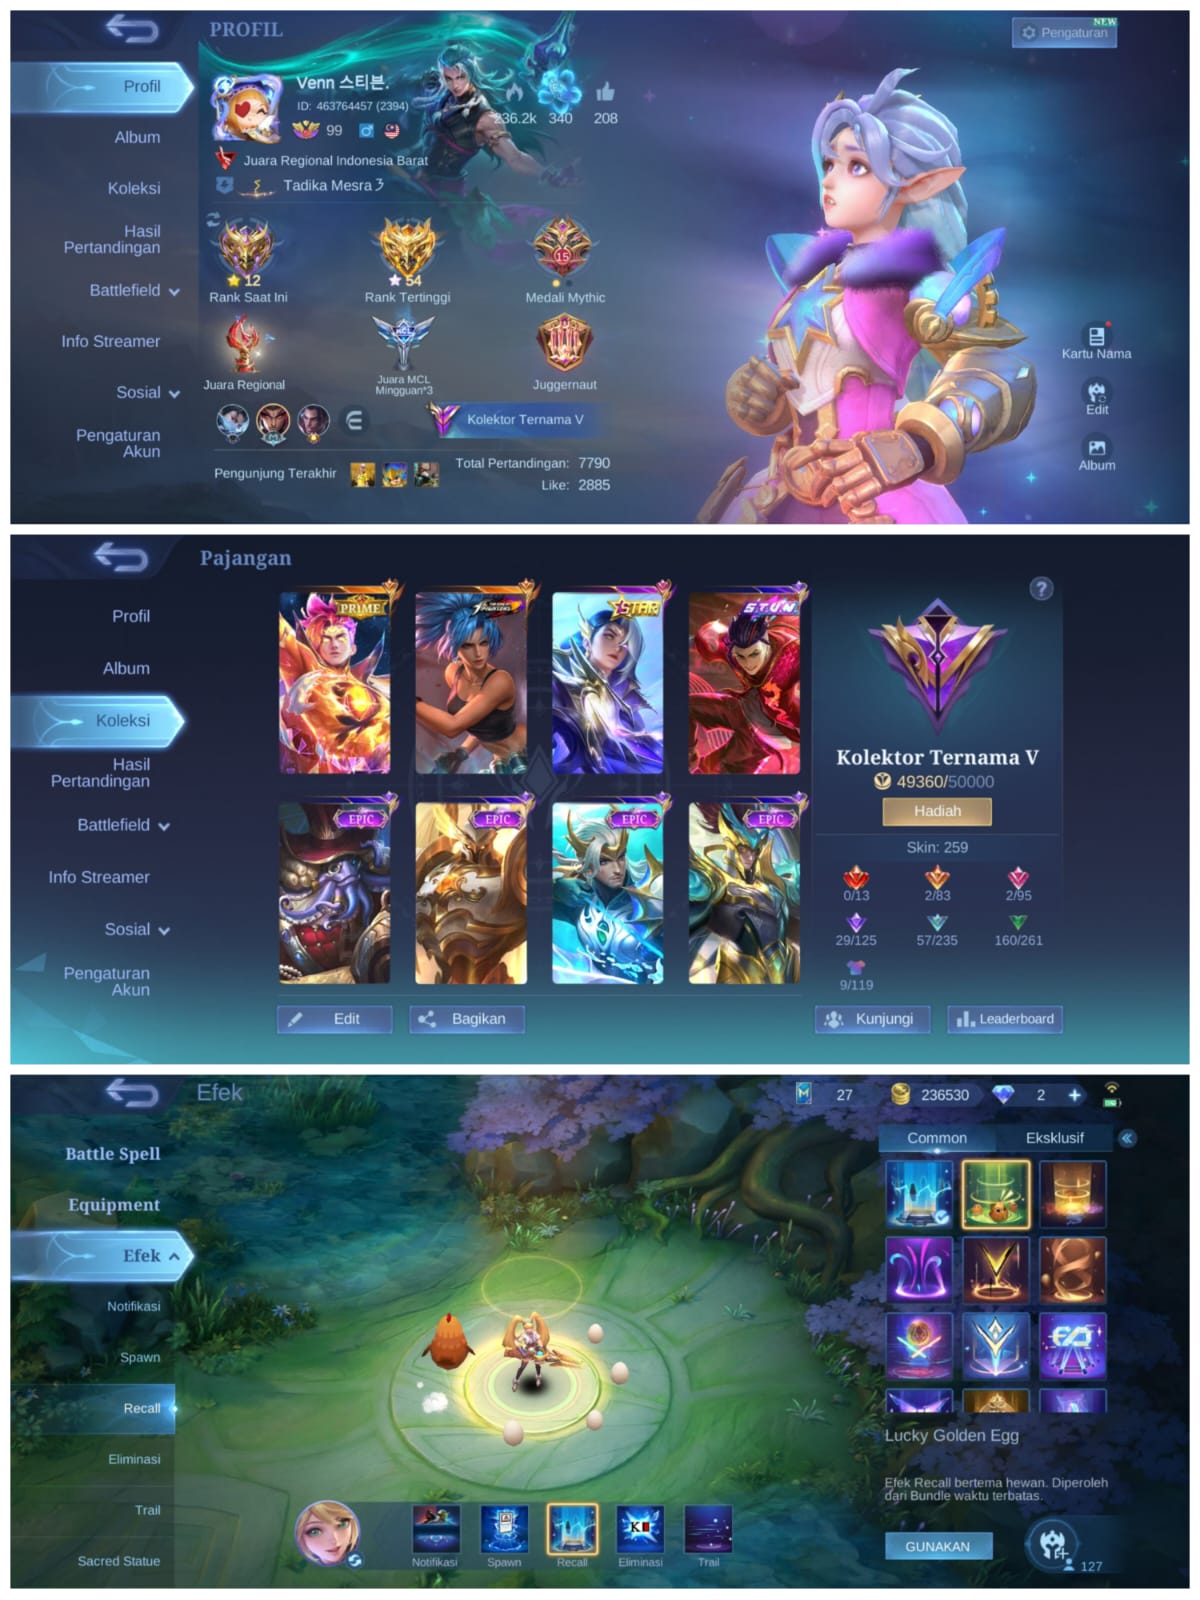 PROFIL
NEW
Pengaturan
Profil
Album
Koleksi
Hasil
Pertandingan
Battlefield
Info Streamer
Sosial
Pengaturan
Akun
Venn 스티븐.
ID: 463764457 (2394)
99
236.2k 340 208
Juara Regional Indonesia Barat
Tadika Mesra 3
12
Rank Saat Ini
54
Rank Tertinggi
15
Medali Mythic
Juara Regional
MCL
Juara MCL
Mingguan*3
Juggernaut
Kolektor Ternama V
Pengunjung Terakhir
Total Pertandingan: 7790
Like: 2885
Kartu Nama
Edit
Album
Pajangan
Profil
Album
Koleksi
Hasil
Pertandingan
Battlefield
Info Streamer
Sosial
Pengaturan
Akun
PRIME
STAR
S.T.U.N.
EPIC
EPIC
EPIC
EPIC
Edit
Bagikan
?
Kolektor Ternama V
49360/50000
Hadiah
Skin: 259
0/13 2/83 2/95
29/125 57/235 160/261
9/119
Kunjungi
Leaderboard
Efek
27 236530 2 +
Battle Spell
Equipment
Efek
Notifikasi
Spawn
Recall
Eliminasi
Trail
Sacred Statue
Common
Eksklusif
Lucky Golden Egg
Efek Recall bertema hewan. Diperoleh
dari Bundle waktu terbatas.
GUNAKAN
127
Notifikasi Spawn Recall Eliminasi Trail